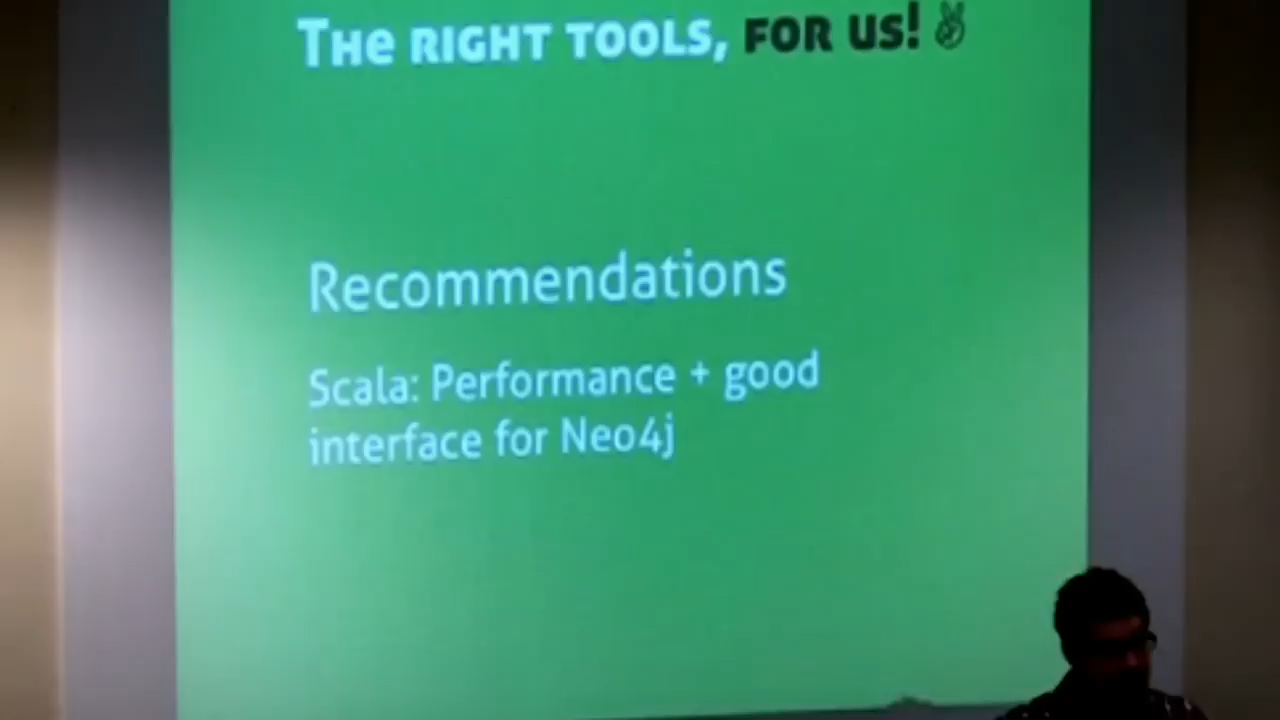 The right tools, for us! ✌
Recommendations
Scala: Performance + good
interface for Neo4j